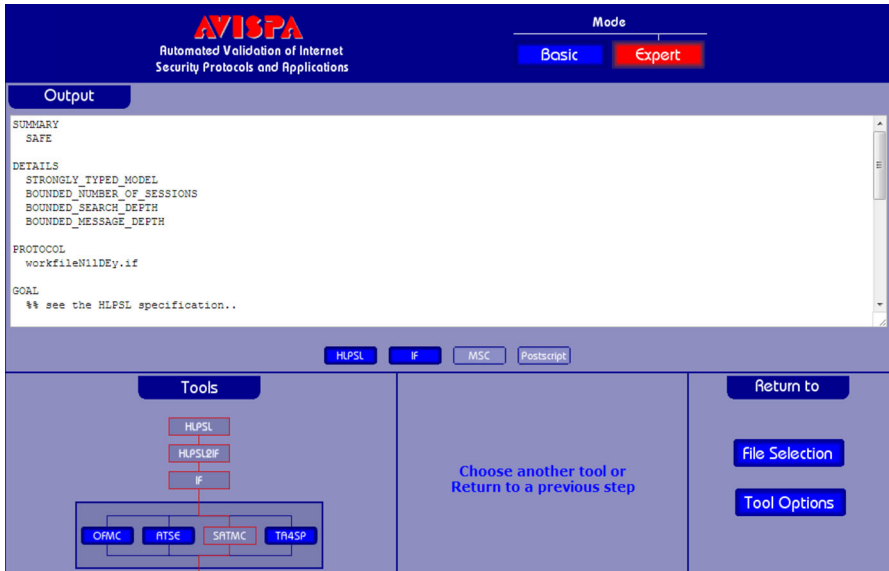 AVISPA
Automated Validation of Internet
Security Protocols and Applications
Mode
Basic
Expert
Output
SUMMARY
SAFE
DETAILS
STRONGLY_TYPED_MODEL
BOUNDED_NUMBER_OF_SESSIONS
BOUNDED_SEARCH_DEPTH
BOUNDED_MESSAGE_DEPTH
PROTOCOL
workfileN1lDEy.if
GOAL
%% see the HLPSL specification..
HLPSL
IF
MSC
Postscript
Tools
HLPSL
HLPSL2IF
IF
OFMC
ATSE
SATMC
TA4SP
Choose another tool or
Return to a previous step
Return to
File Selection
Tool Options